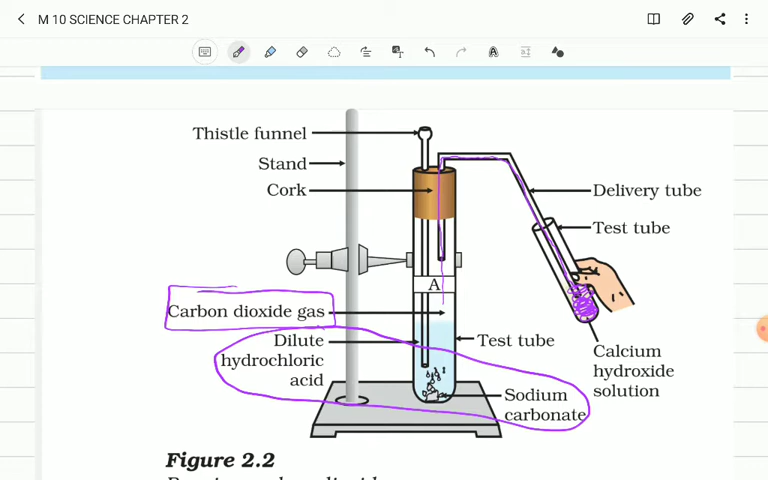 M 10 SCIENCE CHAPTER 2
Thistle funnel
Stand
Cork
Delivery tube
Test tube
A
Carbon dioxide gas
Dilute
hydrochloric
acid
Test tube
Calcium
hydroxide
solution
Sodium
carbonate
Figure 2.2